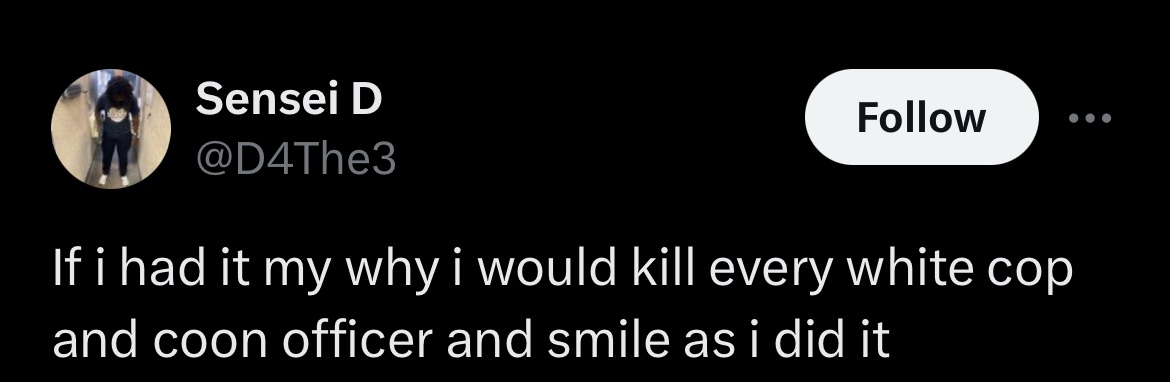 Sensei D
@D4The3
Follow
If i had it my why i would kill every white cop
and coon officer and smile as i did it